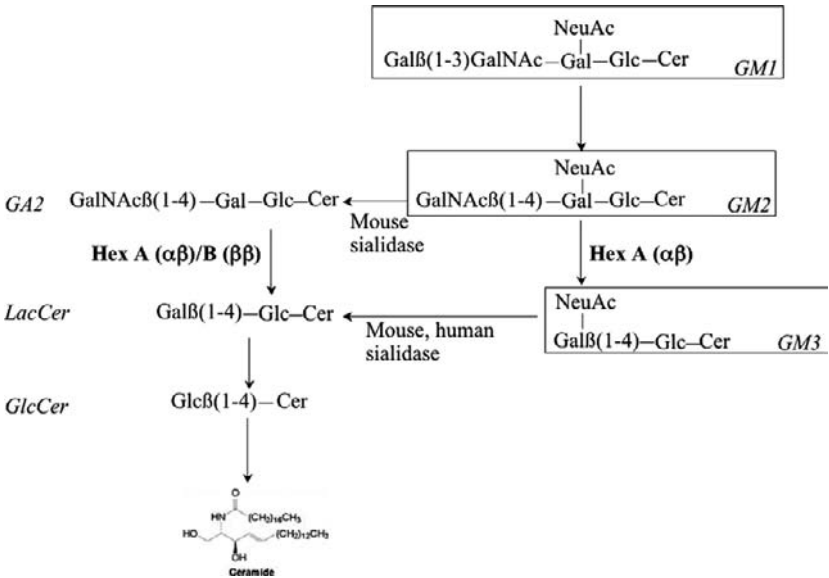 NeuAc
Galß(1-3)GalNAc—Gal—Glc—Cer
GM1
NeuAc
GA2 GalNAcß(1-4)—Gal—Glc—Cer GalNAcß(1-4)—Gal—Glc—Cer
GM2
Mouse
sialidase
Hex A (αβ)/B (ββ) Hex A (αβ)
NeuAc
LacCer Galß(1-4)—Glc—Cer
Mouse, human
sialidase
Galß(1-4)—Glc—Cer
GM3
GlcCer Glcß(1-4)—Cer
O
HN (CH2)16CH3
HO (CH2)12CH3
OH
Ceramide